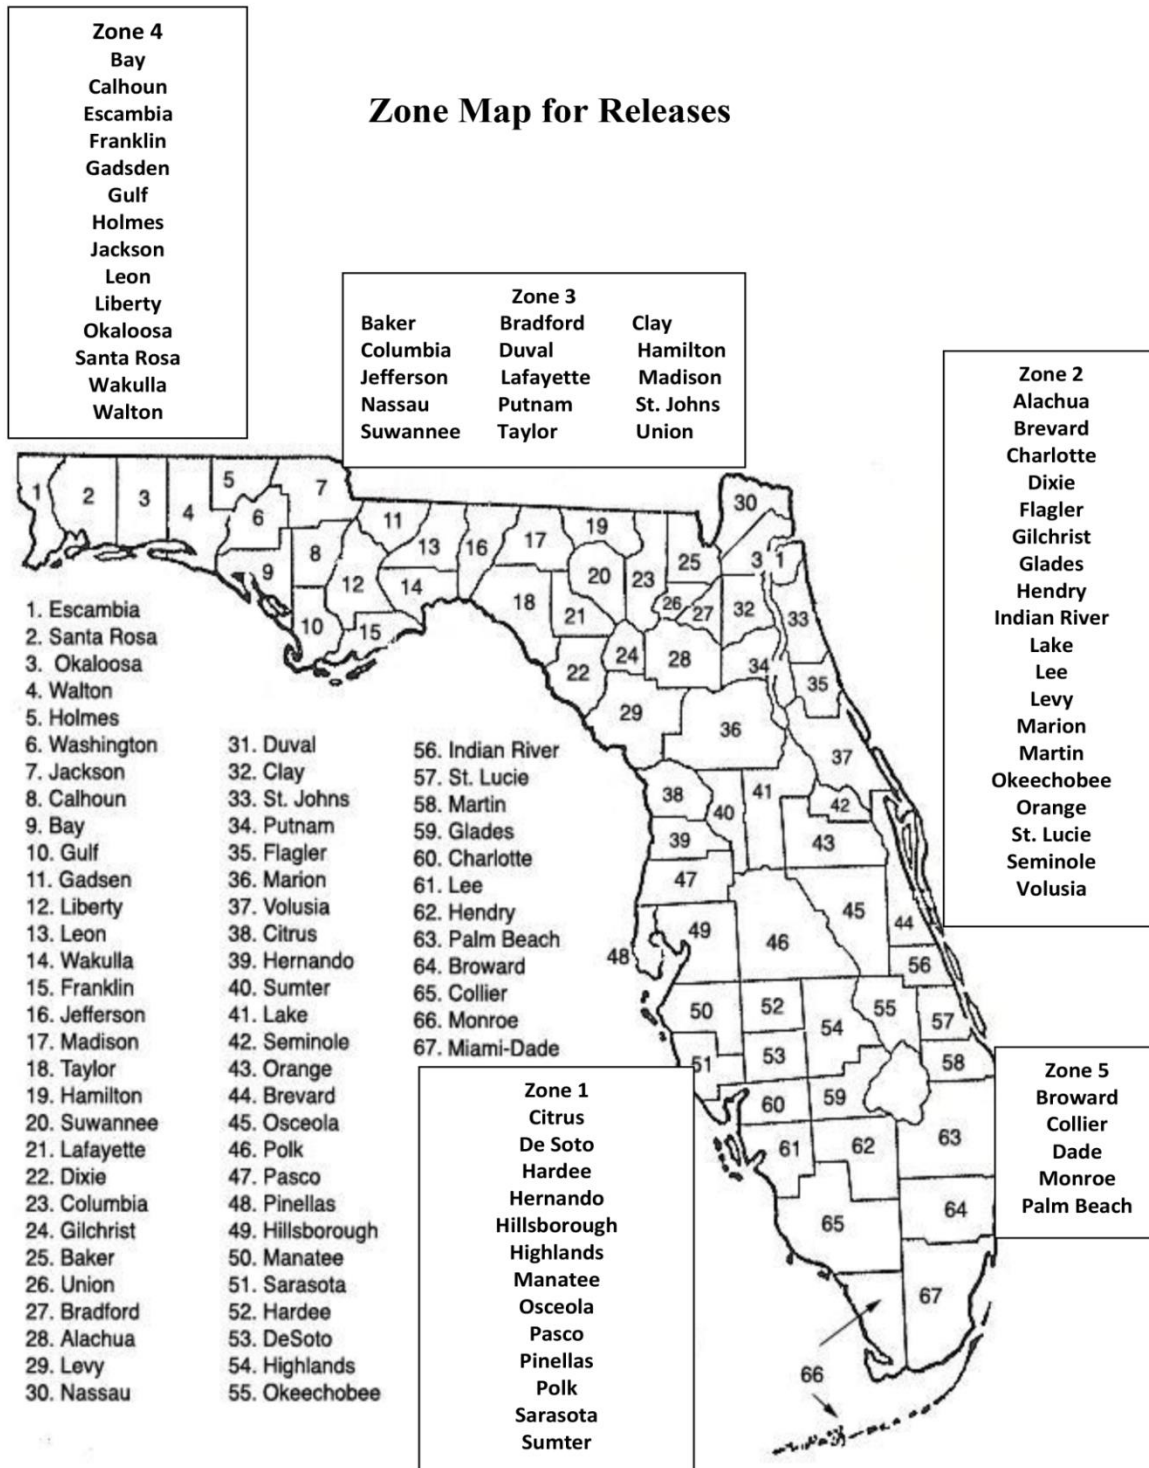 Zone 4
Bay
Calhoun
Escambia
Franklin
Gadsden
Gulf
Holmes
Jackson
Leon
Liberty
Okaloosa
Santa Rosa
Wakulla
Walton
Zone Map for Releases
Zone 3
Baker Bradford Clay
Columbia Duval Hamilton
Jefferson Lafayette Madison
Nassau Putnam St. Johns
Suwannee Taylor Union
Zone 2
Alachua
Brevard
Charlotte
Dixie
Flagler
Gilchrist
Glades
Hendry
Indian River
Lake
Lee
Levy
Marion
Martin
Okeechobee
Orange
St. Lucie
Seminole
Volusia
1
2
3
4
5
6
7
8
9
10
11
12
13
14
15
16
17
18
19
20
21
22
23
24
25
26
27
28
29
30
3 1
32
33
34
35
36
37
38
39
40
41
42
43
44
45
46
47
48
49
50
51
52
53
54
55
56
57
58
59
60
61
62
63
64
65
66
67
1. Escambia
2. Santa Rosa
3. Okaloosa
4. Walton
5. Holmes
6. Washington
7. Jackson
8. Calhoun
9. Bay
10. Gulf
11. Gadsen
12. Liberty
13. Leon
14. Wakulla
15. Franklin
16. Jefferson
17. Madison
18. Taylor
19. Hamilton
20. Suwannee
21. Lafayette
22. Dixie
23. Columbia
24. Gilchrist
25. Baker
26. Union
27. Bradford
28. Alachua
29. Levy
30. Nassau
31. Duval
32. Clay
33. St. Johns
34. Putnam
35. Flagler
36. Marion
37. Volusia
38. Citrus
39. Hernando
40. Sumter
41. Lake
42. Seminole
43. Orange
44. Brevard
45. Osceola
46. Polk
47. Pasco
48. Pinellas
49. Hillsborough
50. Manatee
51. Sarasota
52. Hardee
53. DeSoto
54. Highlands
55. Okeechobee
56. Indian River
57. St. Lucie
58. Martin
59. Glades
60. Charlotte
61. Lee
62. Hendry
63. Palm Beach
64. Broward
65. Collier
66. Monroe
67. Miami-Dade
Zone 1
Citrus
De Soto
Hardee
Hernando
Hillsborough
Highlands
Manatee
Osceola
Pasco
Pinellas
Polk
Sarasota
Sumter
Zone 5
Broward
Collier
Dade
Monroe
Palm Beach